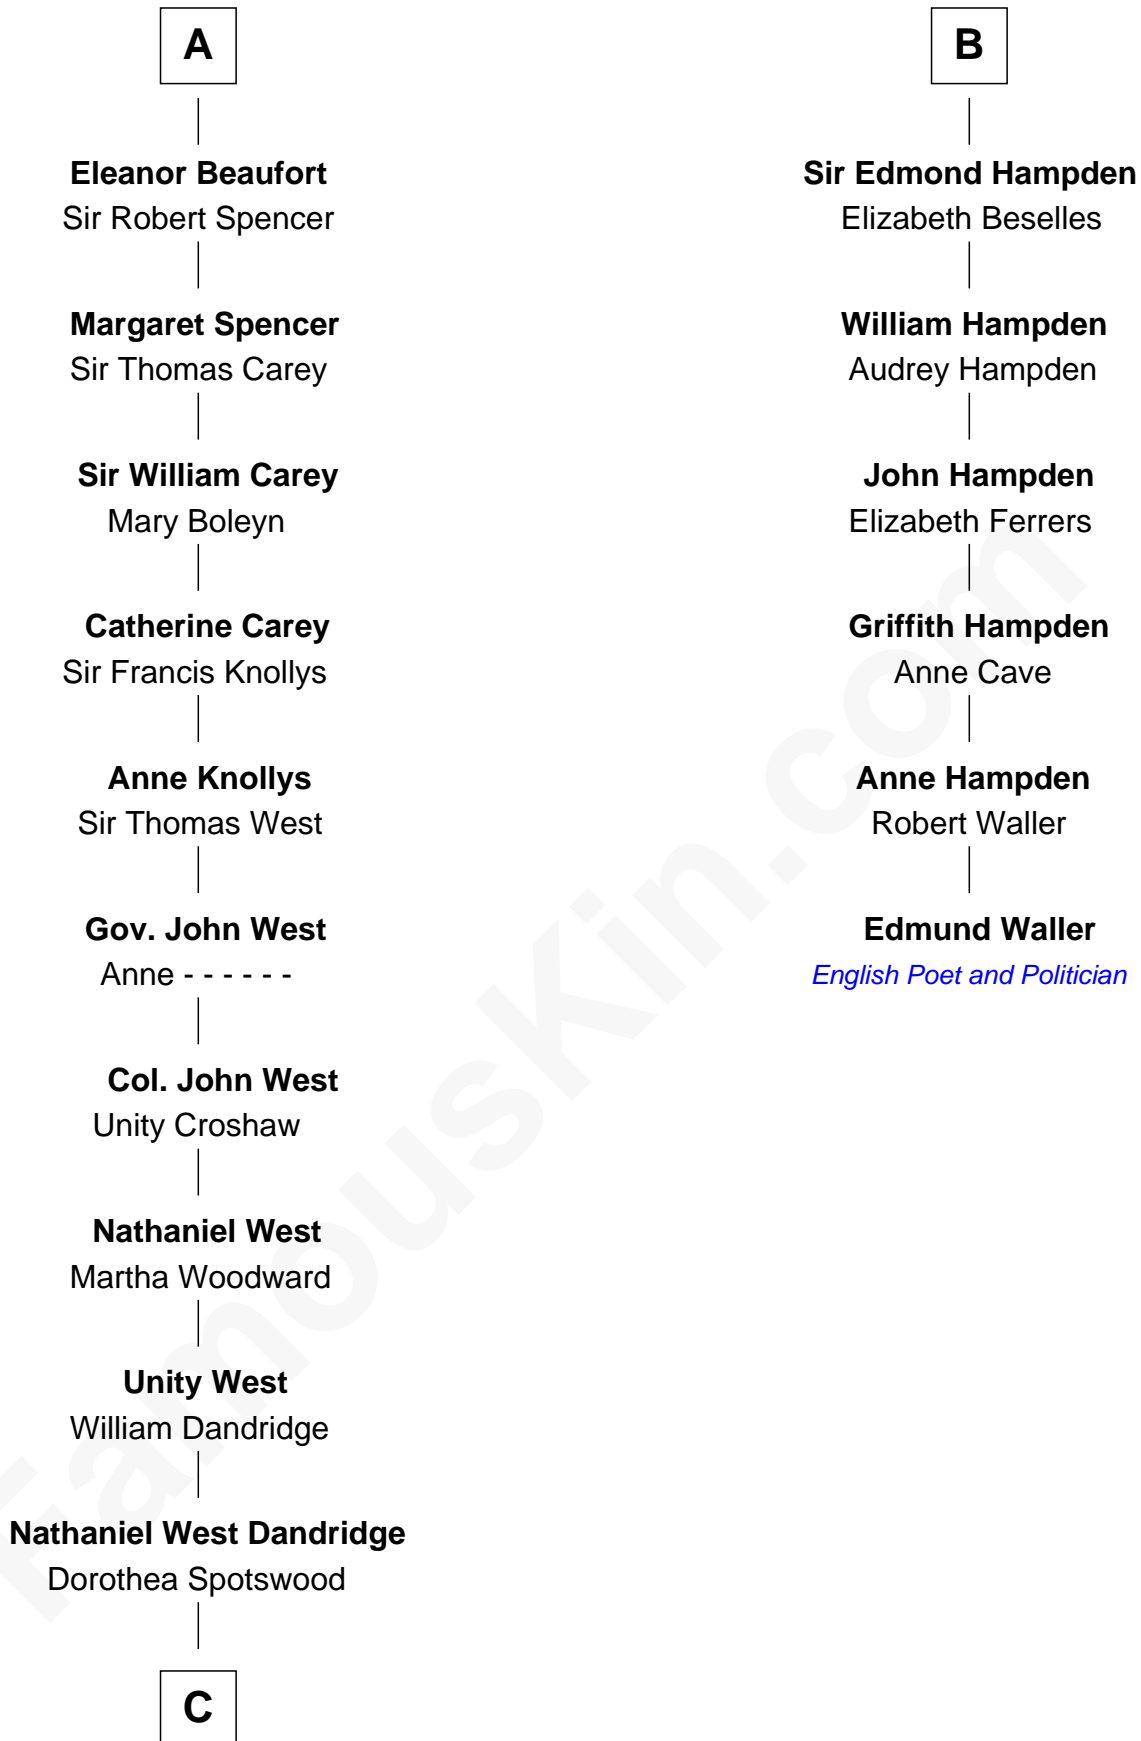 A
Eleanor Beaufort
Sir Robert Spencer
Margaret Spencer
Sir Thomas Carey
Sir William Carey
Mary Boleyn
Catherine Carey
Sir Francis Knollys
Anne Knollys
Sir Thomas West
Gov. John West
Anne - - - - - -
Col. John West
Unity Croshaw
Nathaniel West
Martha Woodward
Unity West
William Dandridge
Nathaniel West Dandridge
Dorothea Spotswood
C
B
Sir Edmond Hampden
Elizabeth Beselles
William Hampden
Audrey Hampden
John Hampden
Elizabeth Ferrers
Griffith Hampden
Anne Cave
Anne Hampden
Robert Waller
Edmund Waller
English Poet and Politician
FamousKin.com